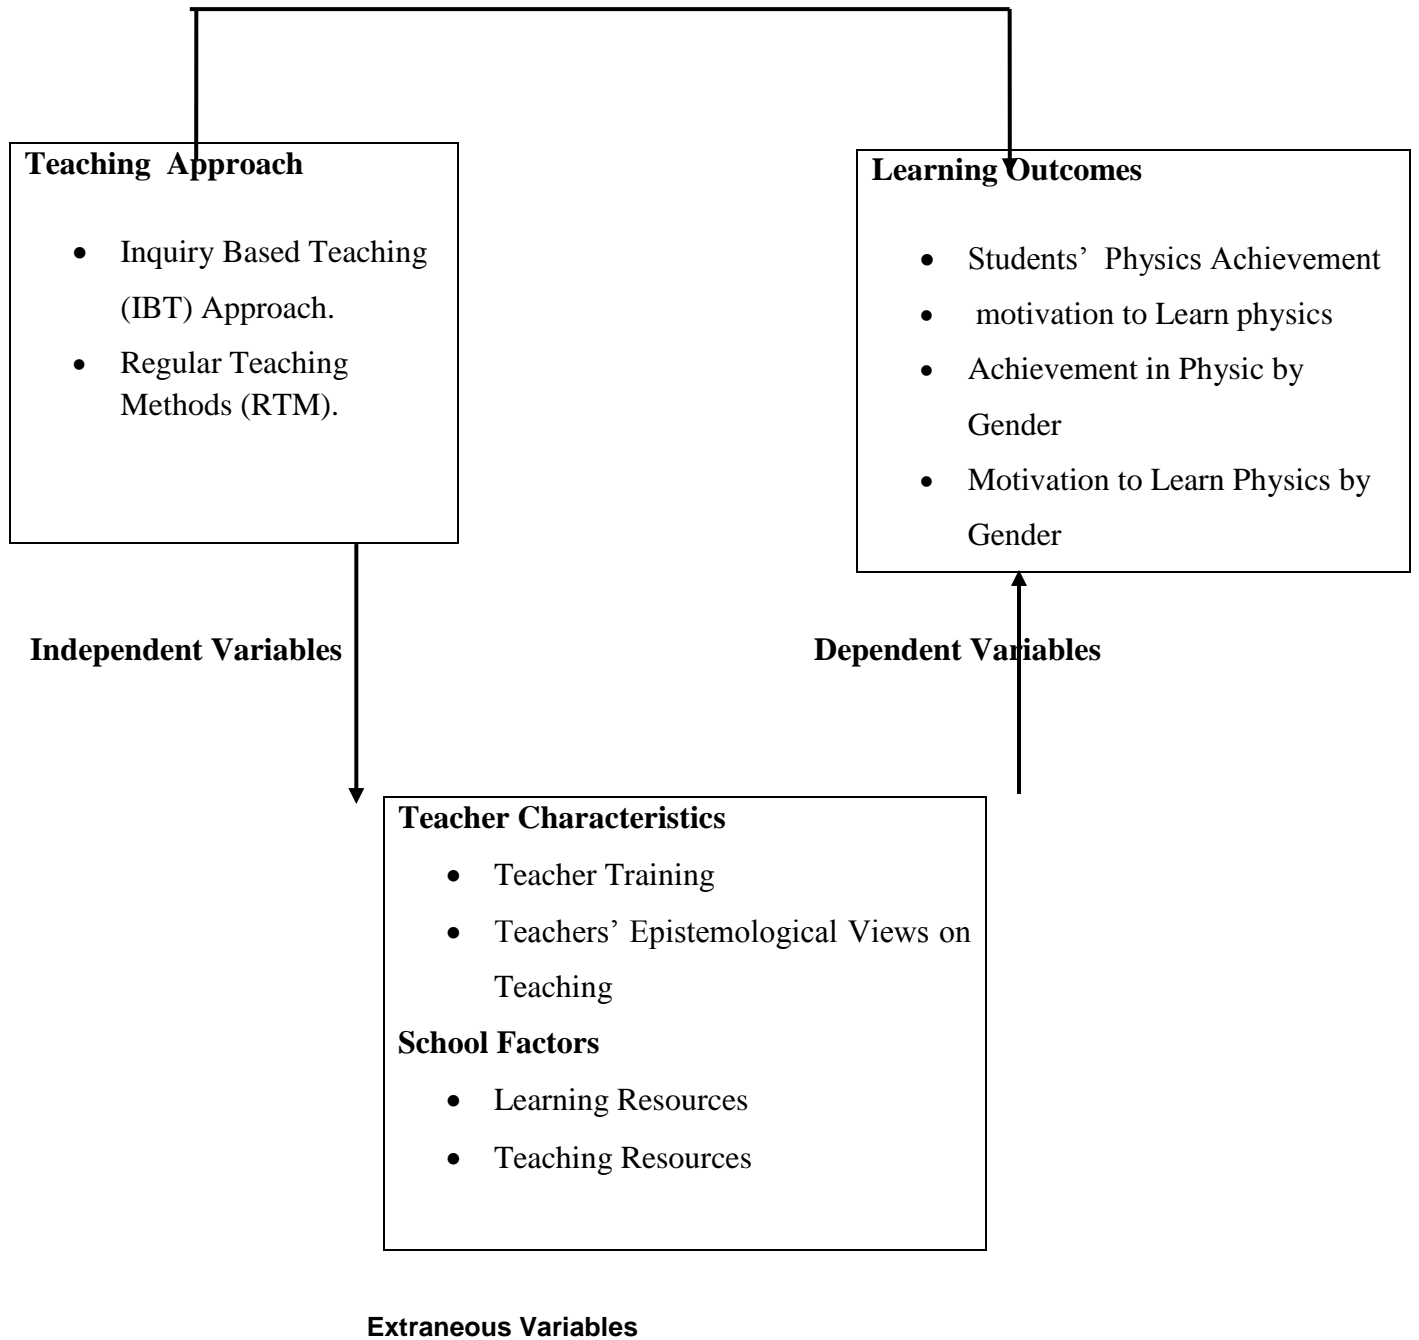 Teaching  Approach
• Inquiry Based Teaching
(IBT) Approach.
• Regular Teaching
Methods (RTM).
Independent Variables
Learning Outcomes
• Students’  Physics Achievement
• motivation to Learn physics
• Achievement in Physic by
Gender
• Motivation to Learn Physics by
Gender
Dependent Variables
Teacher Characteristics
• Teacher Training
• Teachers’ Epistemological Views on
Teaching
School Factors
• Learning Resources
• Teaching Resources
Extraneous Variables